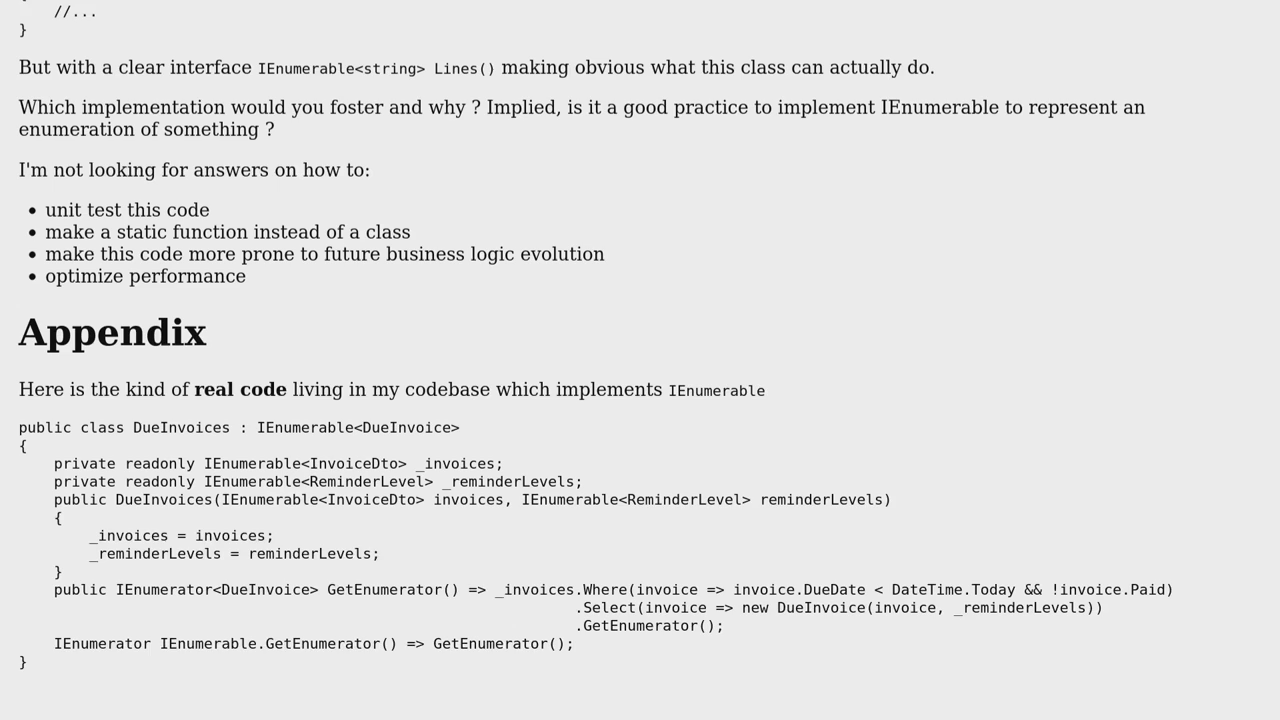 //...
}
But with a clear interface IEnumerable<string> Lines() making obvious what this class can actually do.
Which implementation would you foster and why ? Implied, is it a good practice to implement IEnumerable to represent an
enumeration of something ?
I'm not looking for answers on how to:
• unit test this code
• make a static function instead of a class
• make this code more prone to future business logic evolution
• optimize performance
Appendix
Here is the kind of real code living in my codebase which implements IEnumerable
public class DueInvoices : IEnumerable<DueInvoice>
{
    private readonly IEnumerable<InvoiceDto> _invoices;
    private readonly IEnumerable<ReminderLevel> _reminderLevels;
    public DueInvoices(IEnumerable<InvoiceDto> invoices, IEnumerable<ReminderLevel> reminderLevels)
    {
        _invoices = invoices;
        _reminderLevels = reminderLevels;
    }
    public IEnumerator<DueInvoice> GetEnumerator() => _invoices.Where(invoice => invoice.DueDate < DateTime.Today && !invoice.Paid)
                                                               .Select(invoice => new DueInvoice(invoice, _reminderLevels))
                                                               .GetEnumerator();
    IEnumerator IEnumerable.GetEnumerator() => GetEnumerator();
}